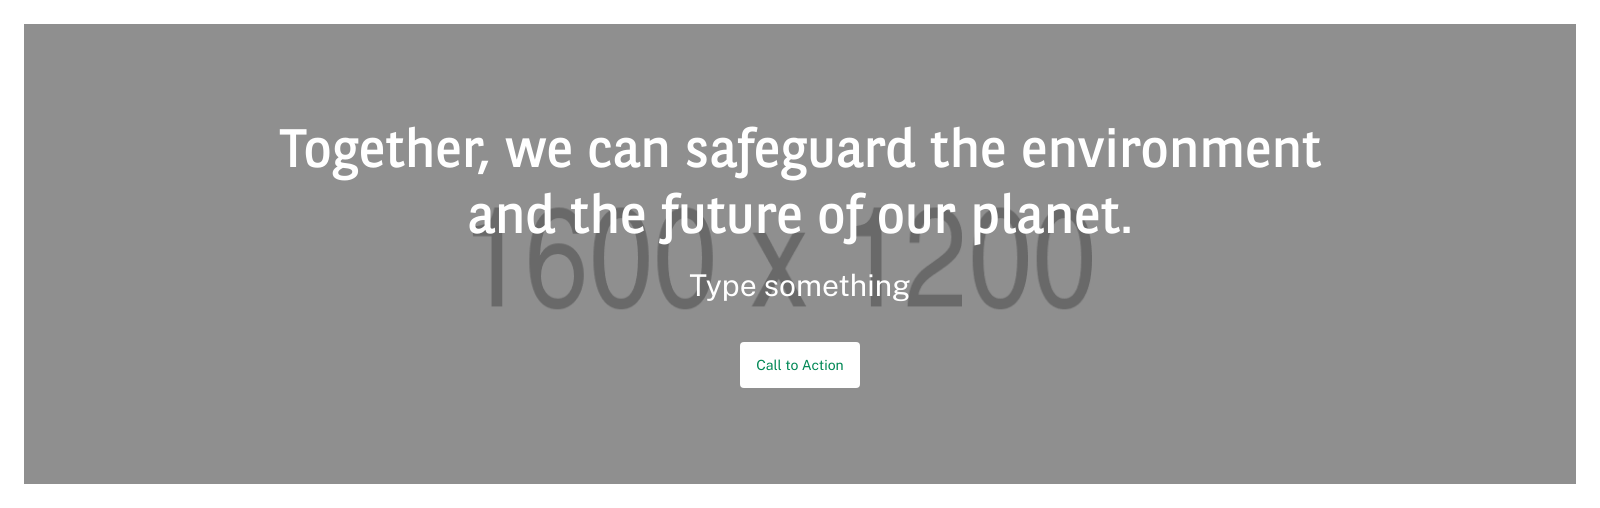 Together, we can safeguard the environment
and the future of our planet.
1600 x 1200
Type something
Call to Action